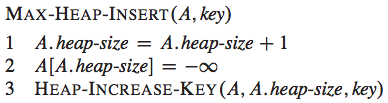 MAX-HEAP-INSERT(A, key)
1 A.heap-size = A.heap-size + 1
2 A[A.heap-size] = −∞
3 HEAP-INCREASE-KEY(A, A.heap-size, key)